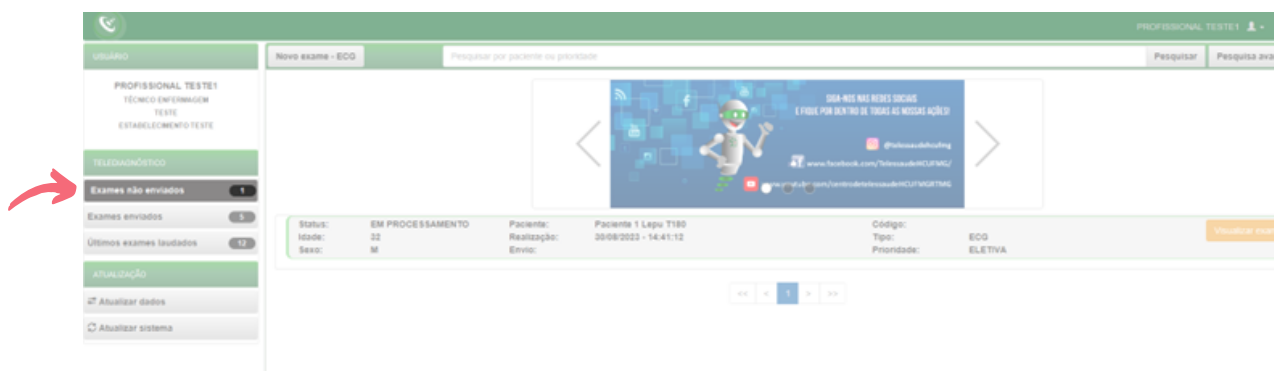 PROFISSIONAL TESTE1
USUÁRIO
PROFISSIONAL TESTE1
TÉCNICO ENFERMAGEM
TESTE
ESTABELECIMENTO TESTE
TELEDIAGNÓSTICO
Exames não enviados 1
Exames enviados 5
Últimos exames laudados 12
ATUALIZAÇÃO
Atualizar dados
Atualizar sistema
Novo exame - ECG
Pesquisar por paciente ou prioridade
Pesquisar
Pesquisa ava
SIGA-NOS NAS REDES SOCIAIS
E FIQUE POR DENTRO DE TODAS AS NOSSAS AÇÕES!
@telessaudehcufmg
www.facebook.com/TelessaudeHCUFMG/
Status: EM PROCESSAMENTO Paciente: Paciente 1 Lepu T180 Código:
Idade: 32 Realização: 30/08/2023 - 14:41:12 Tipo: ECG
Sexo: M Envio: Prioridade: ELETIVA
Visualizar exam
<< < 1 > >>